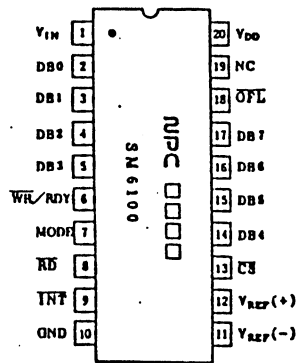 VIN 1
DB0 2
DB1 3
DB2 4
DB3 5
WR/RDY 6
MODE 7
RD 8
INT 9
GND 10
NPC
SM6100
20 VDD
19 NC
18 OFL
17 DB7
16 DB6
15 DB5
14 DB4
13 CS
12 VREF(+)
11 VREF(-)